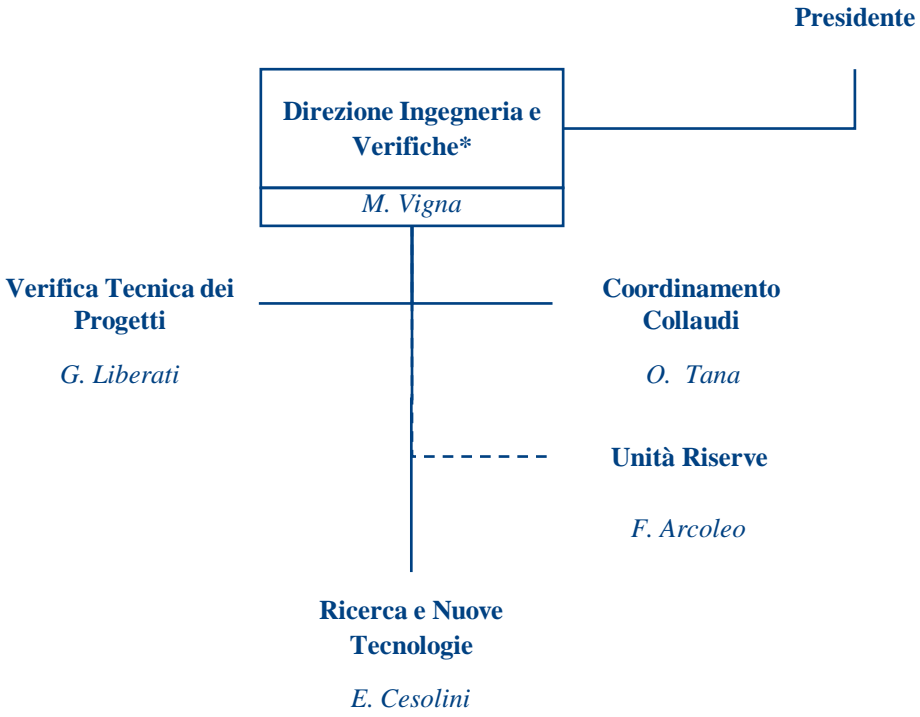 Presidente
Direzione Ingegneria e
Verifiche*
M. Vigna
Verifica Tecnica dei
Progetti
G. Liberati
Coordinamento
Collaudi
O. Tana
Unità Riserve
F. Arcoleo
Ricerca e Nuove
Tecnologie
E. Cesolini